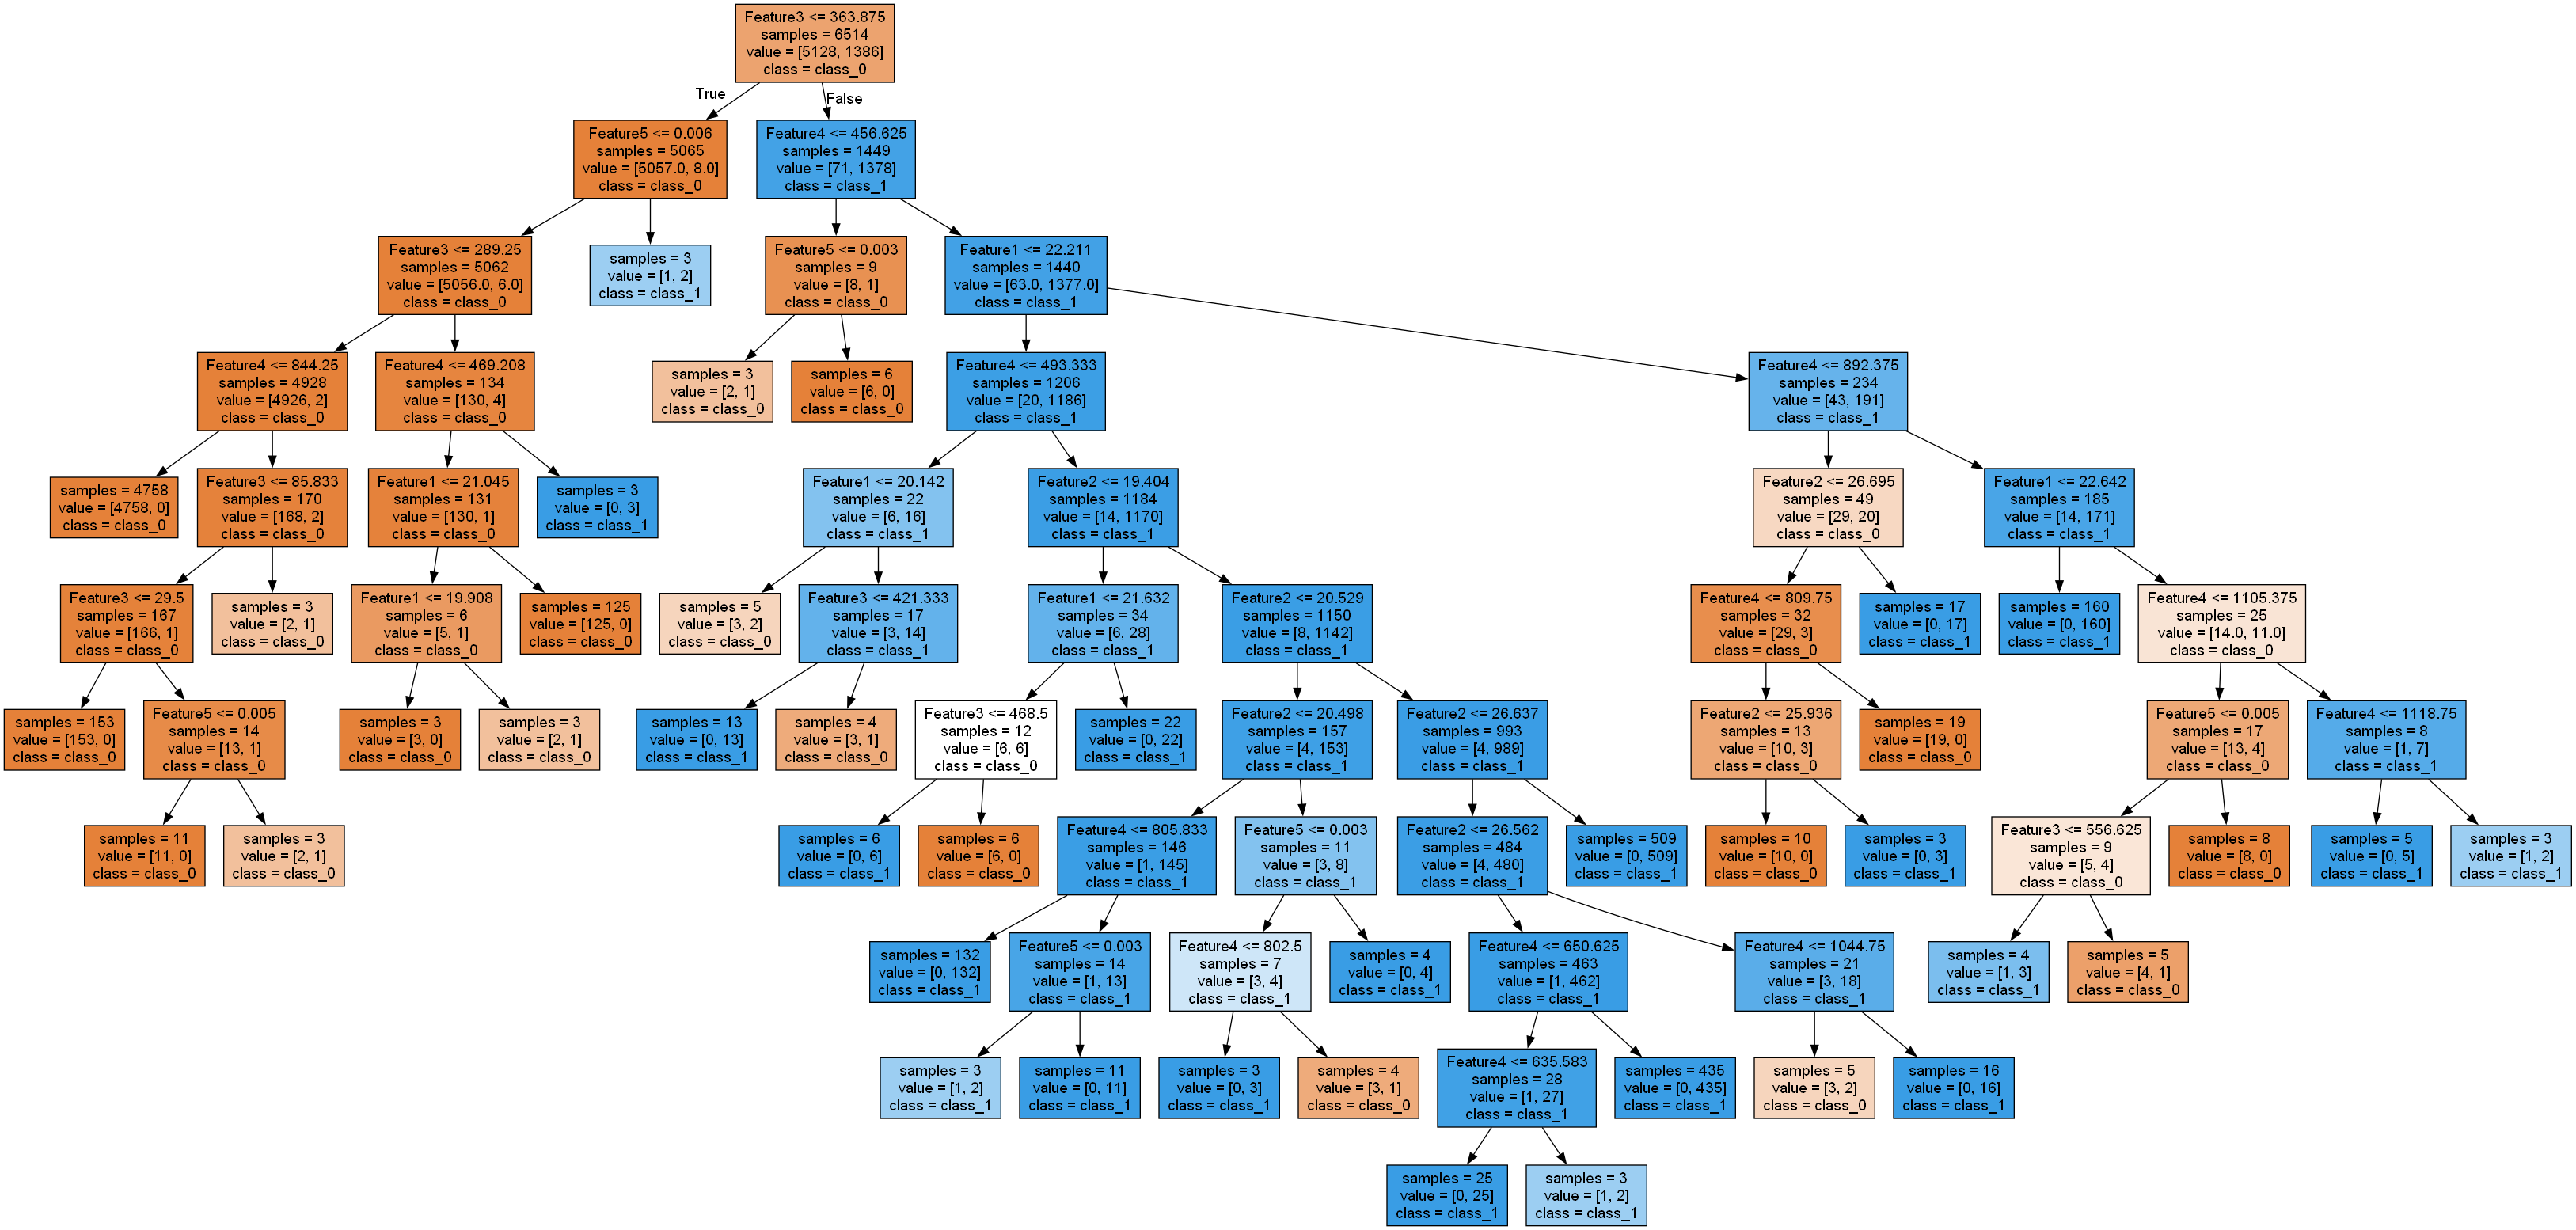 Feature3 <= 363.875
samples = 6514
value = [5128, 1386]
class = class_0
True
False
Feature5 <= 0.006
samples = 5065
value = [5057.0, 8.0]
class = class_0
Feature4 <= 456.625
samples = 1449
value = [71, 1378]
class = class_1
Feature3 <= 289.25
samples = 5062
value = [5056.0, 6.0]
class = class_0
samples = 3
value = [1, 2]
class = class_1
Feature5 <= 0.003
samples = 9
value = [8, 1]
class = class_0
Feature1 <= 22.211
samples = 1440
value = [63.0, 1377.0]
class = class_1
Feature4 <= 844.25
samples = 4928
value = [4926, 2]
class = class_0
Feature4 <= 469.208
samples = 134
value = [130, 4]
class = class_0
samples = 3
value = [2, 1]
class = class_0
samples = 6
value = [6, 0]
class = class_0
Feature4 <= 493.333
samples = 1206
value = [20, 1186]
class = class_1
Feature4 <= 892.375
samples = 234
value = [43, 191]
class = class_1
samples = 4758
value = [4758, 0]
class = class_0
Feature3 <= 85.833
samples = 170
value = [168, 2]
class = class_0
Feature1 <= 21.045
samples = 131
value = [130, 1]
class = class_0
samples = 3
value = [0, 3]
class = class_1
Feature1 <= 20.142
samples = 22
value = [6, 16]
class = class_1
Feature2 <= 19.404
samples = 1184
value = [14, 1170]
class = class_1
Feature2 <= 26.695
samples = 49
value = [29, 20]
class = class_0
Feature1 <= 22.642
samples = 185
value = [14, 171]
class = class_1
Feature3 <= 29.5
samples = 167
value = [166, 1]
class = class_0
samples = 3
value = [2, 1]
class = class_0
Feature1 <= 19.908
samples = 6
value = [5, 1]
class = class_0
samples = 125
value = [125, 0]
class = class_0
samples = 5
value = [3, 2]
class = class_0
Feature3 <= 421.333
samples = 17
value = [3, 14]
class = class_1
Feature1 <= 21.632
samples = 34
value = [6, 28]
class = class_1
Feature2 <= 20.529
samples = 1150
value = [8, 1142]
class = class_1
Feature4 <= 809.75
samples = 32
value = [29, 3]
class = class_0
samples = 17
value = [0, 17]
class = class_1
samples = 160
value = [0, 160]
class = class_1
Feature4 <= 1105.375
samples = 25
value = [14.0, 11.0]
class = class_0
samples = 153
value = [153, 0]
class = class_0
Feature5 <= 0.005
samples = 14
value = [13, 1]
class = class_0
samples = 3
value = [3, 0]
class = class_0
samples = 3
value = [2, 1]
class = class_0
samples = 13
value = [0, 13]
class = class_1
samples = 4
value = [3, 1]
class = class_0
Feature3 <= 468.5
samples = 12
value = [6, 6]
class = class_0
samples = 22
value = [0, 22]
class = class_1
Feature2 <= 20.498
samples = 157
value = [4, 153]
class = class_1
Feature2 <= 26.637
samples = 993
value = [4, 989]
class = class_1
Feature2 <= 25.936
samples = 13
value = [10, 3]
class = class_0
samples = 19
value = [19, 0]
class = class_0
Feature5 <= 0.005
samples = 17
value = [13, 4]
class = class_0
Feature4 <= 1118.75
samples = 8
value = [1, 7]
class = class_1
samples = 11
value = [11, 0]
class = class_0
samples = 3
value = [2, 1]
class = class_0
samples = 6
value = [0, 6]
class = class_1
samples = 6
value = [6, 0]
class = class_0
Feature4 <= 805.833
samples = 146
value = [1, 145]
class = class_1
Feature5 <= 0.003
samples = 11
value = [3, 8]
class = class_1
Feature2 <= 26.562
samples = 484
value = [4, 480]
class = class_1
samples = 509
value = [0, 509]
class = class_1
samples = 10
value = [10, 0]
class = class_0
samples = 3
value = [0, 3]
class = class_1
Feature3 <= 556.625
samples = 9
value = [5, 4]
class = class_0
samples = 8
value = [8, 0]
class = class_0
samples = 5
value = [0, 5]
class = class_1
samples = 3
value = [1, 2]
class = class_1
samples = 132
value = [0, 132]
class = class_1
Feature5 <= 0.003
samples = 14
value = [1, 13]
class = class_1
Feature4 <= 802.5
samples = 7
value = [3, 4]
class = class_1
samples = 4
value = [0, 4]
class = class_1
Feature4 <= 650.625
samples = 463
value = [1, 462]
class = class_1
Feature4 <= 1044.75
samples = 21
value = [3, 18]
class = class_1
samples = 4
value = [1, 3]
class = class_1
samples = 5
value = [4, 1]
class = class_0
samples = 3
value = [1, 2]
class = class_1
samples = 11
value = [0, 11]
class = class_1
samples = 3
value = [0, 3]
class = class_1
samples = 4
value = [3, 1]
class = class_0
Feature4 <= 635.583
samples = 28
value = [1, 27]
class = class_1
samples = 435
value = [0, 435]
class = class_1
samples = 5
value = [3, 2]
class = class_0
samples = 16
value = [0, 16]
class = class_1
samples = 25
value = [0, 25]
class = class_1
samples = 3
value = [1, 2]
class = class_1